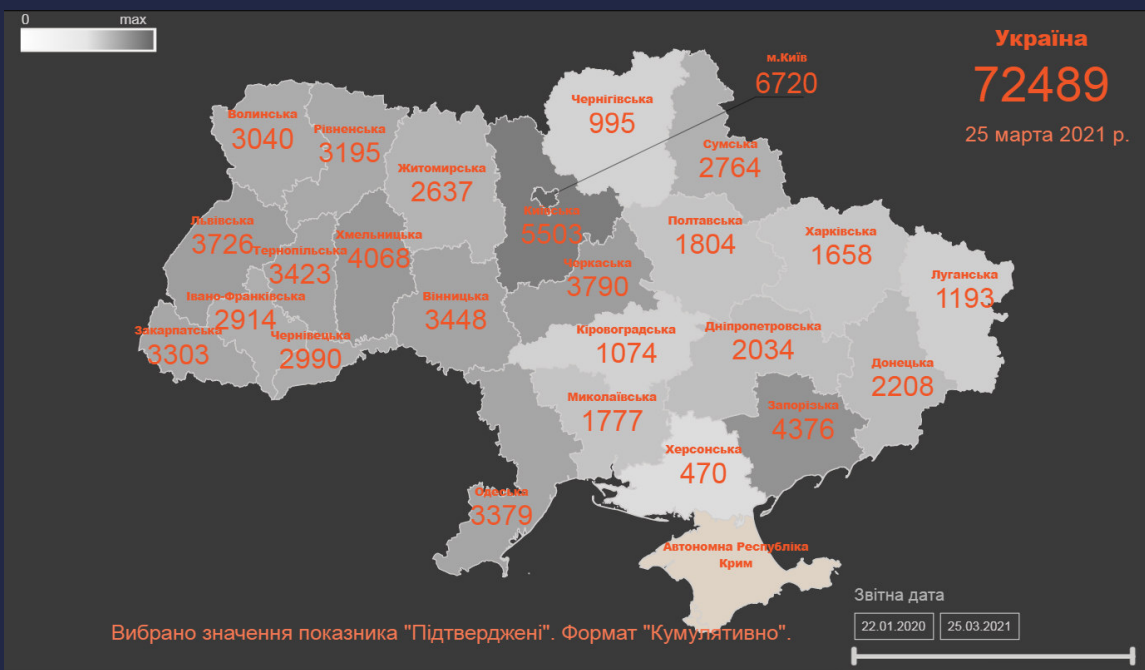 0 max
Україна
72489
25 марта 2021 р.
м.Київ
6720
Чернігівська
995
Волинська
3040
Рівненська
3195
Сумська
2764
Житомирська
2637
Київська
5503
Львівська
3726
Полтавська
1804
Хмельницька
4068
Харківська
1658
Тернопільська
3423
Черкаська
3790
Луганська
1193
Івано-Франківська
2914
Вінницька
3448
Закарпатська
3303
Чернівецька
2990
Кіровоградська
1074
Дніпропетровська
2034
Донецька
2208
Миколаївська
1777
Запорізька
4376
Херсонська
470
Одеська
3379
Автономна Республіка
Крим
Звітна дата
22.01.2020 25.03.2021
Вибрано значення показника "Підтверджені". Формат "Кумулятивно".